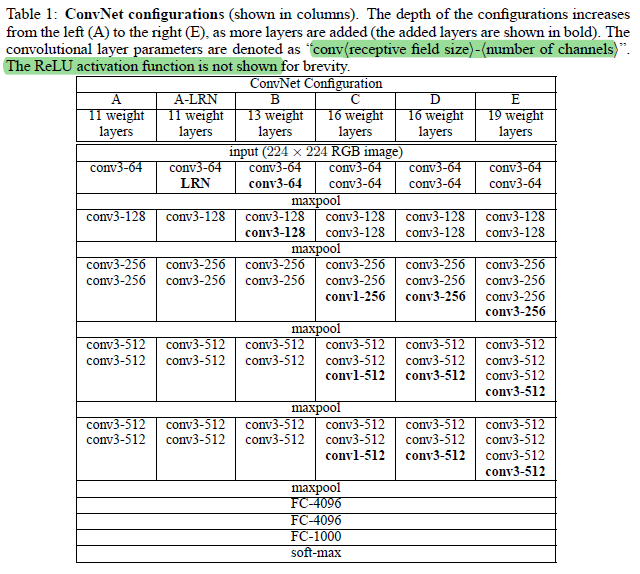 Table 1: ConvNet configurations (shown in columns). The depth of the configurations increases
from the left (A) to the right (E), as more layers are added (the added layers are shown in bold). The
convolutional layer parameters are denoted as “conv⟨receptive field size⟩-⟨number of channels⟩”.
The ReLU activation function is not shown for brevity.
ConvNet Configuration
A A-LRN B C D E
11 weight 11 weight 13 weight 16 weight 16 weight 19 weight
layers layers layers layers layers layers
input (224 × 224 RGB image)
conv3-64 conv3-64 conv3-64 conv3-64 conv3-64 conv3-64
LRN conv3-64 conv3-64 conv3-64 conv3-64
maxpool
conv3-128 conv3-128 conv3-128 conv3-128 conv3-128 conv3-128
conv3-128 conv3-128 conv3-128 conv3-128
maxpool
conv3-256 conv3-256 conv3-256 conv3-256 conv3-256 conv3-256
conv3-256 conv3-256 conv3-256 conv3-256 conv3-256 conv3-256
conv1-256 conv3-256 conv3-256
conv3-256
maxpool
conv3-512 conv3-512 conv3-512 conv3-512 conv3-512 conv3-512
conv3-512 conv3-512 conv3-512 conv3-512 conv3-512 conv3-512
conv1-512 conv3-512 conv3-512
conv3-512
maxpool
conv3-512 conv3-512 conv3-512 conv3-512 conv3-512 conv3-512
conv3-512 conv3-512 conv3-512 conv3-512 conv3-512 conv3-512
conv1-512 conv3-512 conv3-512
conv3-512
maxpool
FC-4096
FC-4096
FC-1000
soft-max